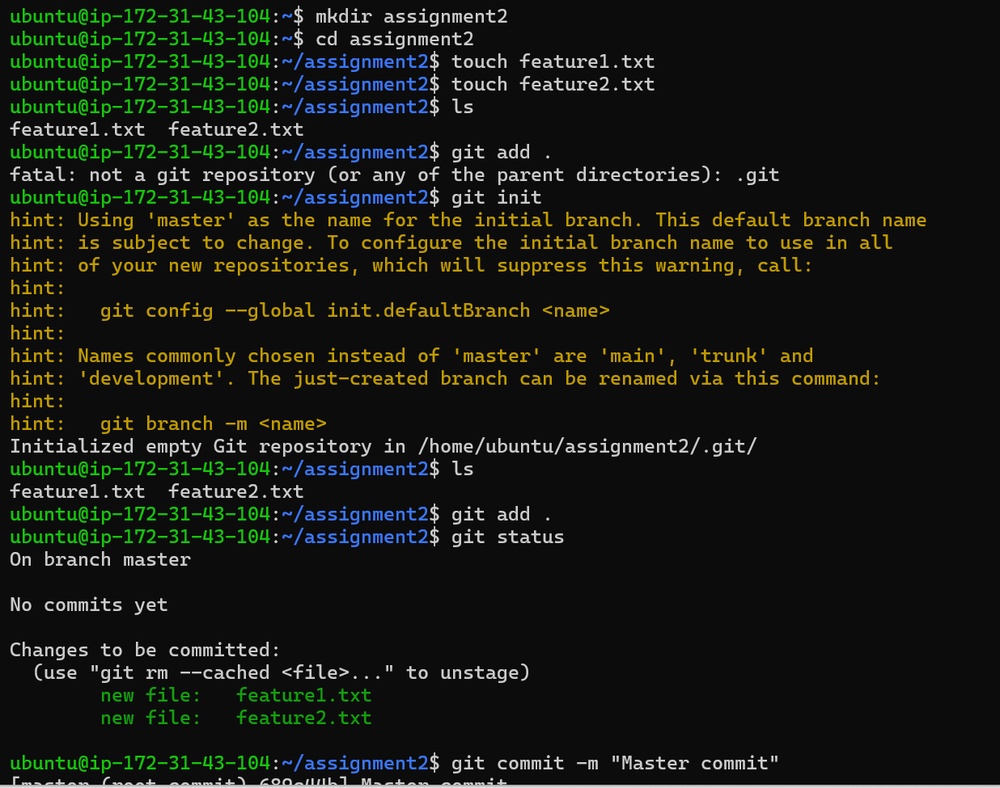 ubuntu@ip-172-31-43-104:~$ mkdir assignment2
ubuntu@ip-172-31-43-104:~$ cd assignment2
ubuntu@ip-172-31-43-104:~/assignment2$ touch feature1.txt
ubuntu@ip-172-31-43-104:~/assignment2$ touch feature2.txt
ubuntu@ip-172-31-43-104:~/assignment2$ ls
feature1.txt  feature2.txt
ubuntu@ip-172-31-43-104:~/assignment2$ git add .
fatal: not a git repository (or any of the parent directories): .git
ubuntu@ip-172-31-43-104:~/assignment2$ git init
hint: Using 'master' as the name for the initial branch. This default branch name
hint: is subject to change. To configure the initial branch name to use in all
hint: of your new repositories, which will suppress this warning, call:
hint:
hint:   git config --global init.defaultBranch <name>
hint:
hint: Names commonly chosen instead of 'master' are 'main', 'trunk' and
hint: 'development'. The just-created branch can be renamed via this command:
hint:
hint:   git branch -m <name>
Initialized empty Git repository in /home/ubuntu/assignment2/.git/
ubuntu@ip-172-31-43-104:~/assignment2$ ls
feature1.txt  feature2.txt
ubuntu@ip-172-31-43-104:~/assignment2$ git add .
ubuntu@ip-172-31-43-104:~/assignment2$ git status
On branch master
No commits yet
Changes to be committed:
  (use "git rm --cached <file>..." to unstage)
        new file:   feature1.txt
        new file:   feature2.txt
ubuntu@ip-172-31-43-104:~/assignment2$ git commit -m "Master commit"
[master (root-commit) Master commit